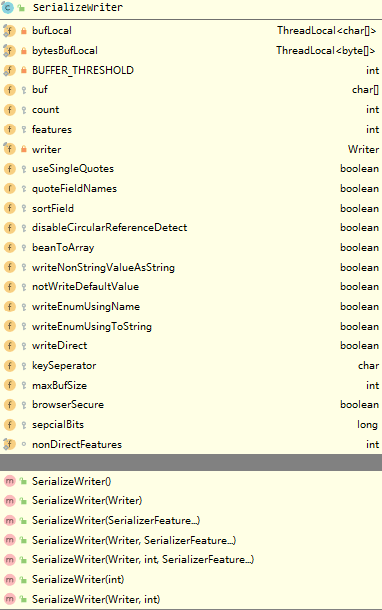 C SerializeWriter
f bufLocal ThreadLocal<char[]>
f bytesBufLocal ThreadLocal<byte[]>
f BUFFER_THRESHOLD int
f buf char[]
f count int
f features int
f writer Writer
f useSingleQuotes boolean
f quoteFieldNames boolean
f sortField boolean
f disableCircularReferenceDetect boolean
f beanToArray boolean
f writeNonStringValueAsString boolean
f notWriteDefaultValue boolean
f writeEnumUsingName boolean
f writeEnumUsingToString boolean
f writeDirect boolean
f keySeperator char
f maxBufSize int
f browserSecure boolean
f sepcialBits long
f nonDirectFeatures int
m SerializeWriter()
m SerializeWriter(Writer)
m SerializeWriter(SerializerFeature...)
m SerializeWriter(Writer, SerializerFeature...)
m SerializeWriter(Writer, int, SerializerFeature...)
m SerializeWriter(int)
m SerializeWriter(Writer, int)